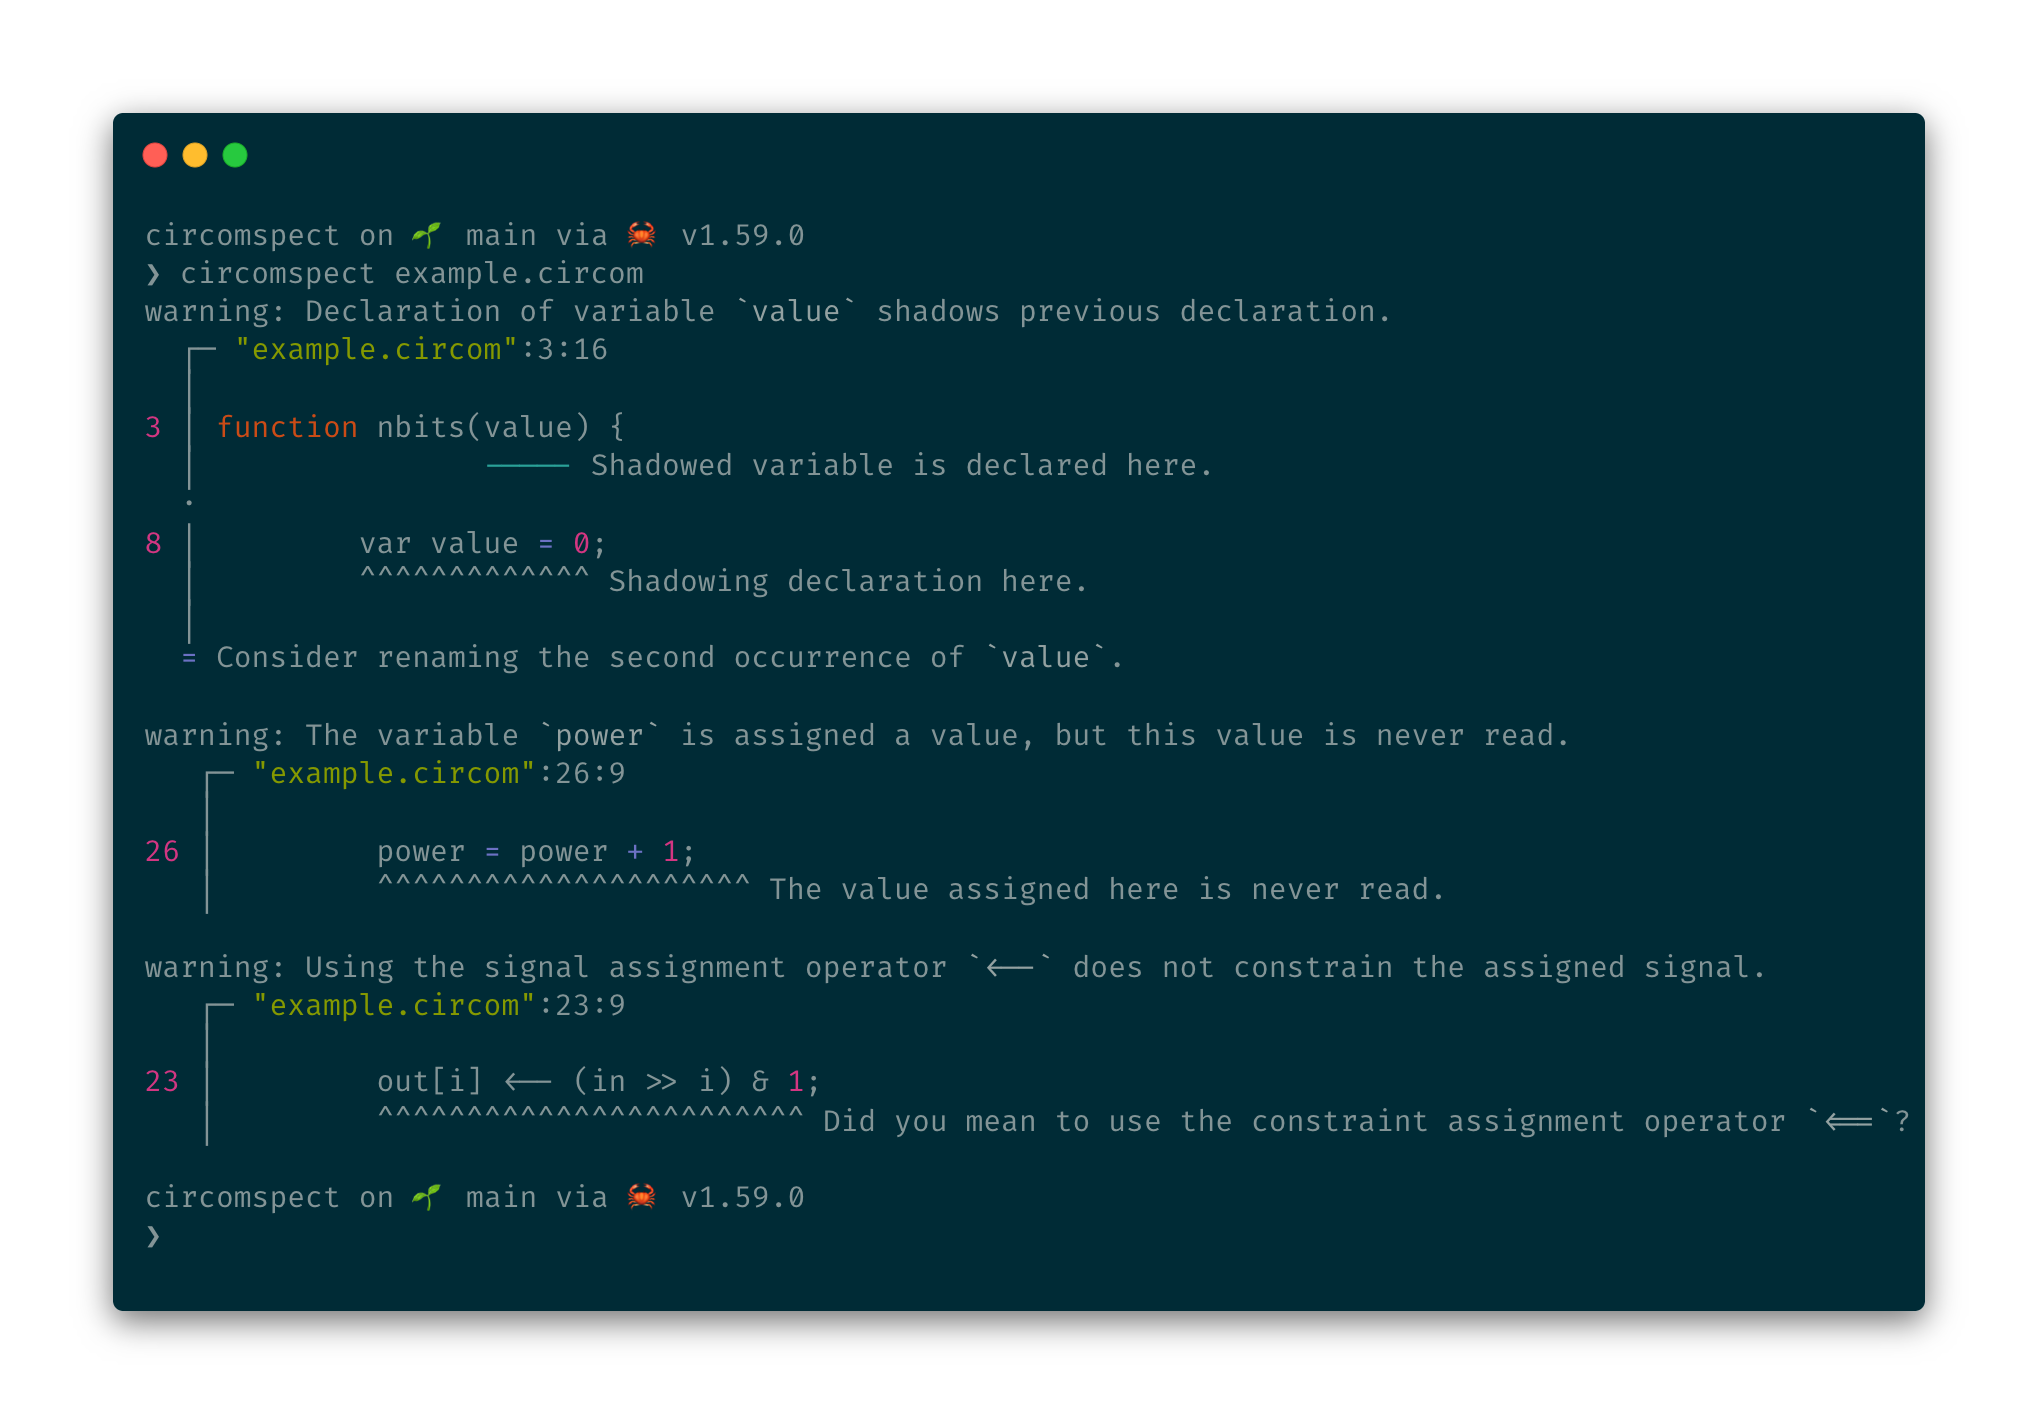 circomspect on 🌱 main via 🦀 v1.59.0
❯ circomspect example.circom
warning: Declaration of variable `value` shadows previous declaration.
  ┌─ "example.circom":3:16
  │
3 │ function nbits(value) {
  │                ----- Shadowed variable is declared here.
  ·
8 │         var value = 0;
  │         ^^^^^^^^^^^^^ Shadowing declaration here.
  │
  = Consider renaming the second occurrence of `value`.
warning: The variable `power` is assigned a value, but this value is never read.
   ┌─ "example.circom":26:9
   │
26 │         power = power + 1;
   │         ^^^^^^^^^^^^^^^^^^^^^ The value assigned here is never read.
warning: Using the signal assignment operator `<--` does not constrain the assigned signal.
   ┌─ "example.circom":23:9
   │
23 │         out[i] <-- (in >> i) & 1;
   │         ^^^^^^^^^^^^^^^^^^^^^^^^ Did you mean to use the constraint assignment operator `<==`?
circomspect on 🌱 main via 🦀 v1.59.0
❯